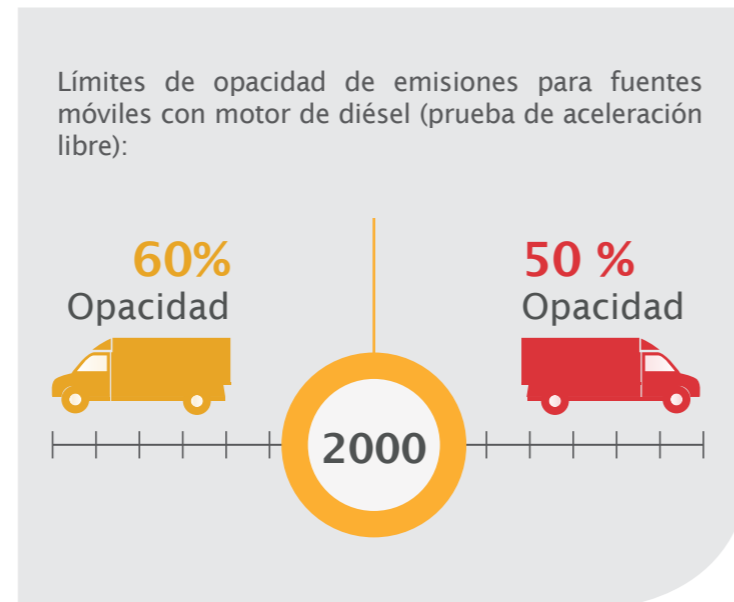 Límites de opacidad de emisiones para fuentes
móviles con motor de diésel (prueba de aceleración
libre):
60%
Opacidad
50 %
Opacidad
2000